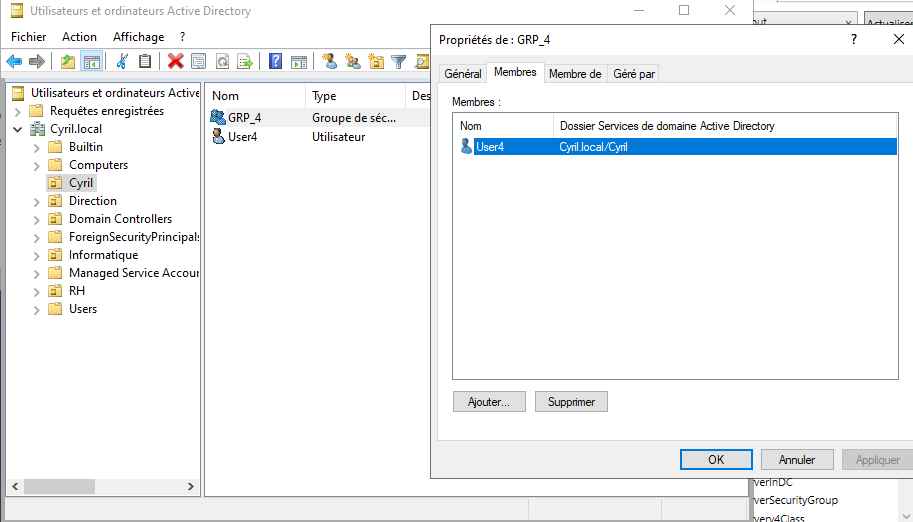 Utilisateurs et ordinateurs Active Directory
Fichier Action Affichage ?
Utilisateurs et ordinateurs Active
Requêtes enregistrées
Cyril.local
Builtin
Computers
Cyril
Direction
Domain Controllers
ForeignSecurityPrincipals
Informatique
Managed Service Accour
RH
Users
Nom Type Des
GRP_4 Groupe de séc...
User4 Utilisateur
Propriétés de : GRP_4
?
Général Membres Membre de Géré par
Membres :
Nom Dossier Services de domaine Active Directory
User4 Cyril.local/Cyril
Ajouter... Supprimer
OK Annuler Appliquer
out
Actualiser
verInDC
verSecurityGroup
very4Class